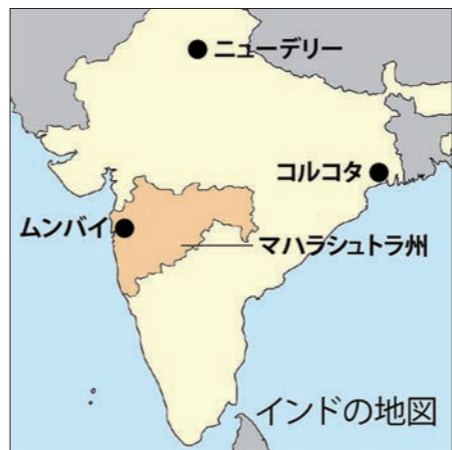 ニューデリー
コルコタ
ムンバイ
マハラシュトラ州
インドの地図